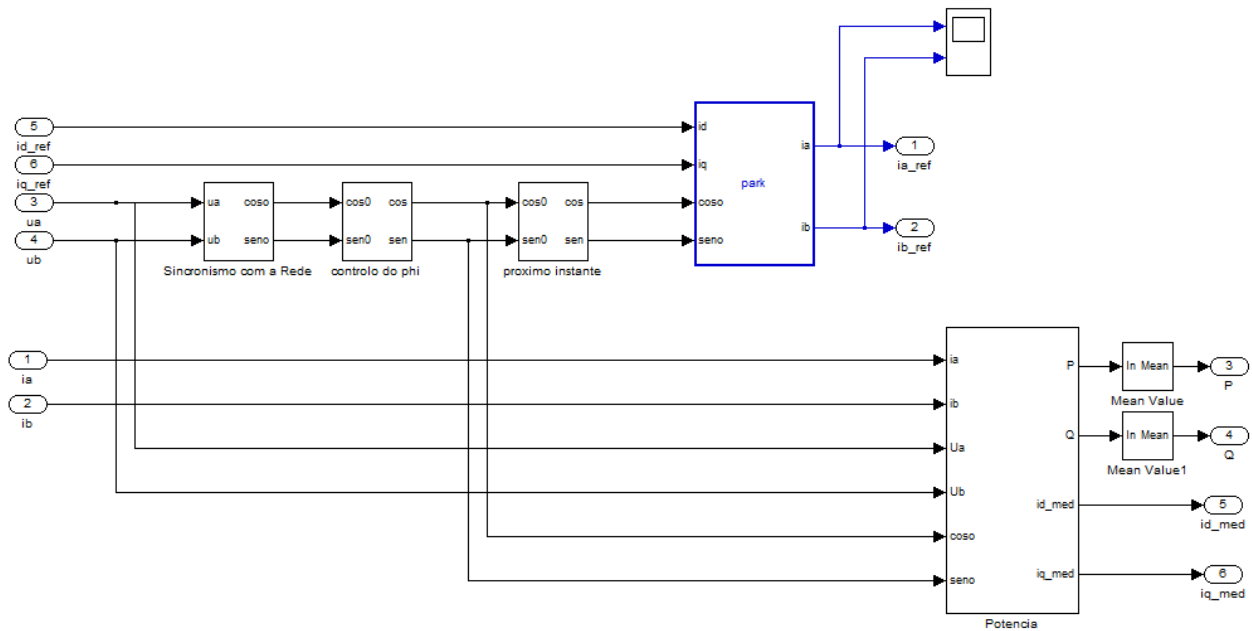 5
id_ref
6
iq_ref
3
ua
4
ub
ua
ub
coso
seno
Sincronismo com a Rede
cos0
sen0
cos
sen
controlo do phi
cos0
sen0
cos
sen
proximo instante
id
iq
coso
seno
park
ia
ib
1
ia_ref
2
ib_ref
1
ia
2
ib
ia
ib
Ua
Ub
coso
seno
P
Q
id_med
iq_med
Potencia
In Mean
Mean Value
In Mean
Mean Value1
3
P
4
Q
5
id_med
6
iq_med